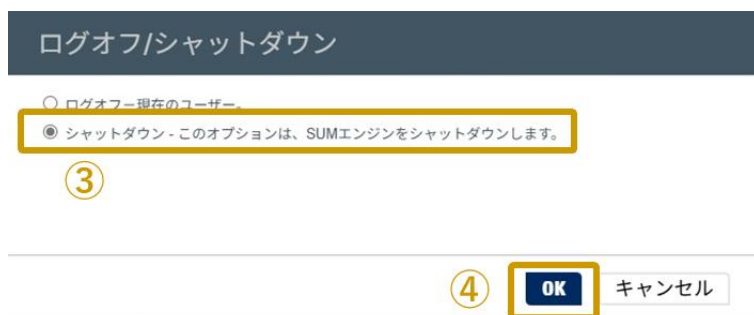 ログオフ/シャットダウン
ログオフ－現在のユーザー。
シャットダウン - このオプションは、SUMエンジンをシャットダウンします。
③
④ OK キャンセル